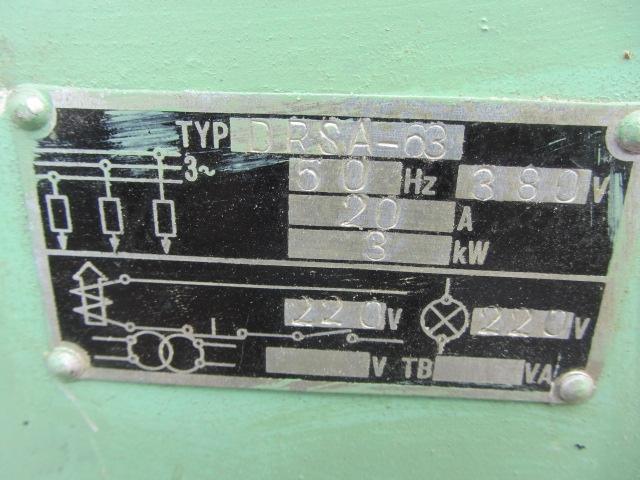 TYP DRSA-63
3~ 50 Hz 380 V
20 A
3 kW
220 V 220 V
V TB VA